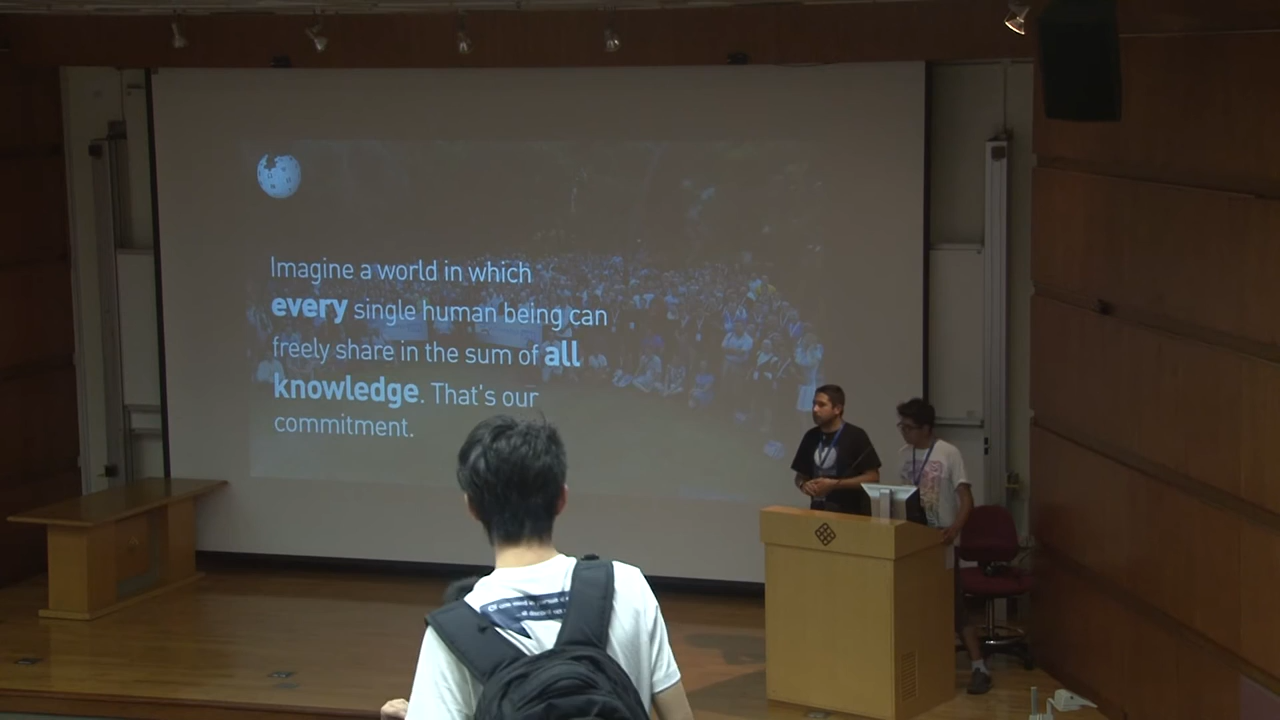 Imagine a world in which
every single human being can
freely share in the sum of all
knowledge. That's our
commitment.